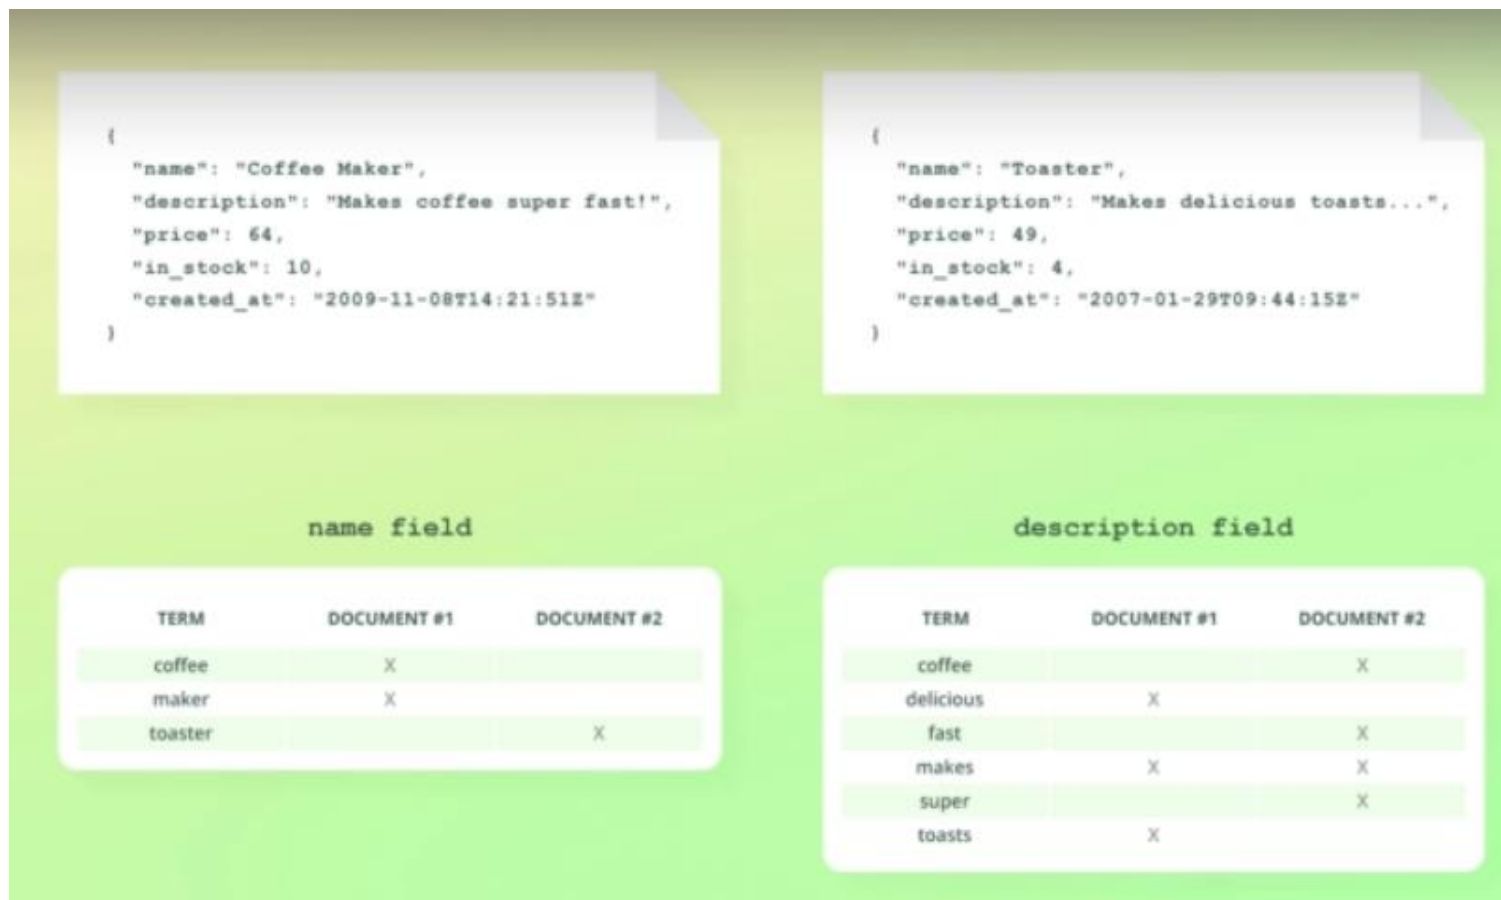 {
"name": "Coffee Maker",
"description": "Makes coffee super fast!",
"price": 64,
"in_stock": 10,
"created_at": "2009-11-08T14:21:51Z"
}
{
"name": "Toaster",
"description": "Makes delicious toasts...",
"price": 49,
"in_stock": 4,
"created_at": "2007-01-29T09:44:15Z"
}
name field
TERM DOCUMENT #1 DOCUMENT #2
coffee X
maker X
toaster X
description field
TERM DOCUMENT #1 DOCUMENT #2
coffee X
delicious X
fast X
makes X X
super X
toasts X